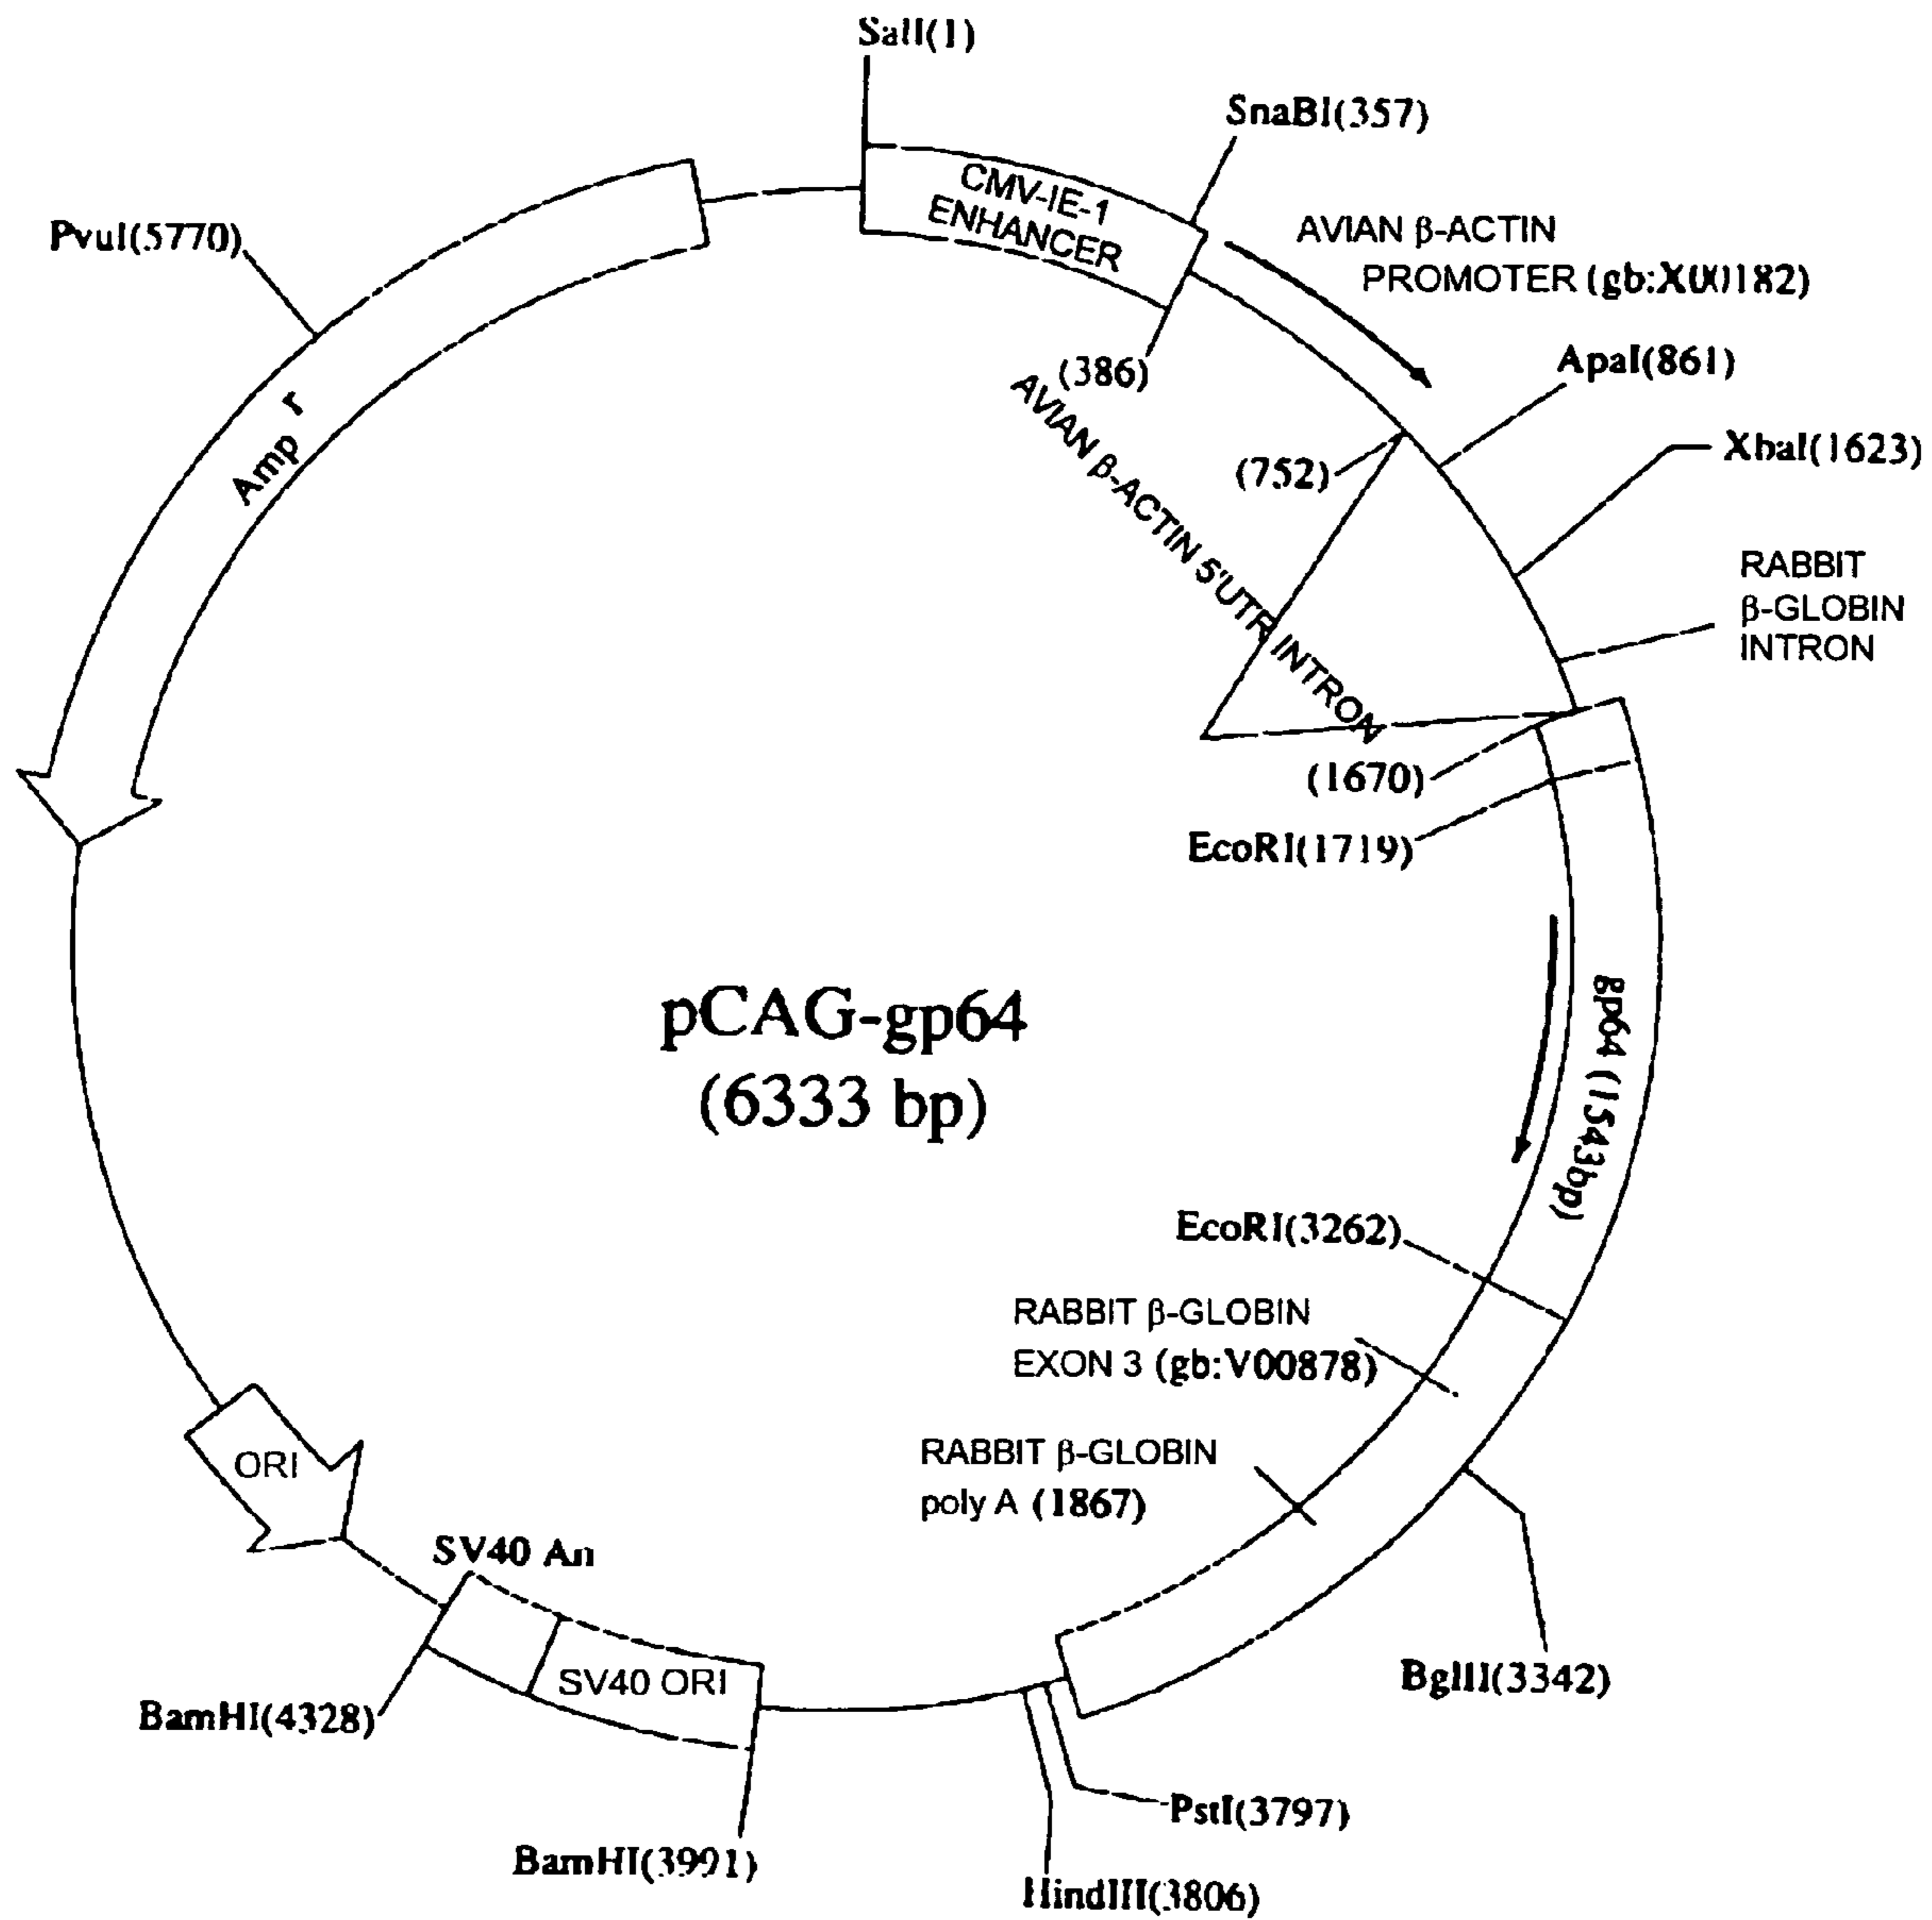 SalI(1)
SnaBI(357)
CMV-IE-1
ENHANCER
AVIAN β-ACTIN
PROMOTER (gb:X00182)
PvuI(5770)
(386)
ApaI(861)
AVIAN β-ACTIN 5'UTR INTRON
(752)
XbaI(1623)
Amp r
RABBIT
β-GLOBIN
INTRON
(1670)
EcoRI(1719)
pCAG-gp64
(6333 bp)
gp64 (1543bp)
EcoRI(3262)
RABBIT β-GLOBIN
EXON 3 (gb:V00878)
RABBIT β-GLOBIN
poly A (1867)
ORI
SV40 An
SV40 ORI
BglII(3342)
BamHI(4328)
PstI(3797)
BamHI(3991)
HindIII(3806)